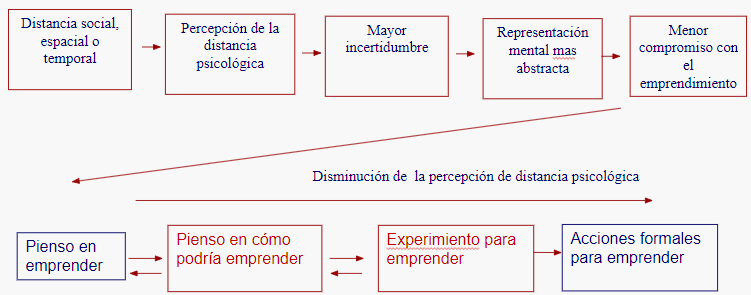 Distancia social,
espacial o
temporal
Percepción de la
distancia
psicológica
Mayor
incertidumbre
Representación
mental mas
abstracta
Menor
compromiso con
el
emprendimiento
Disminución de la percepción de distancia psicológica
Pienso en
emprender
Pienso en cómo
podría emprender
Experimiento para
emprender
Acciones formales
para emprender